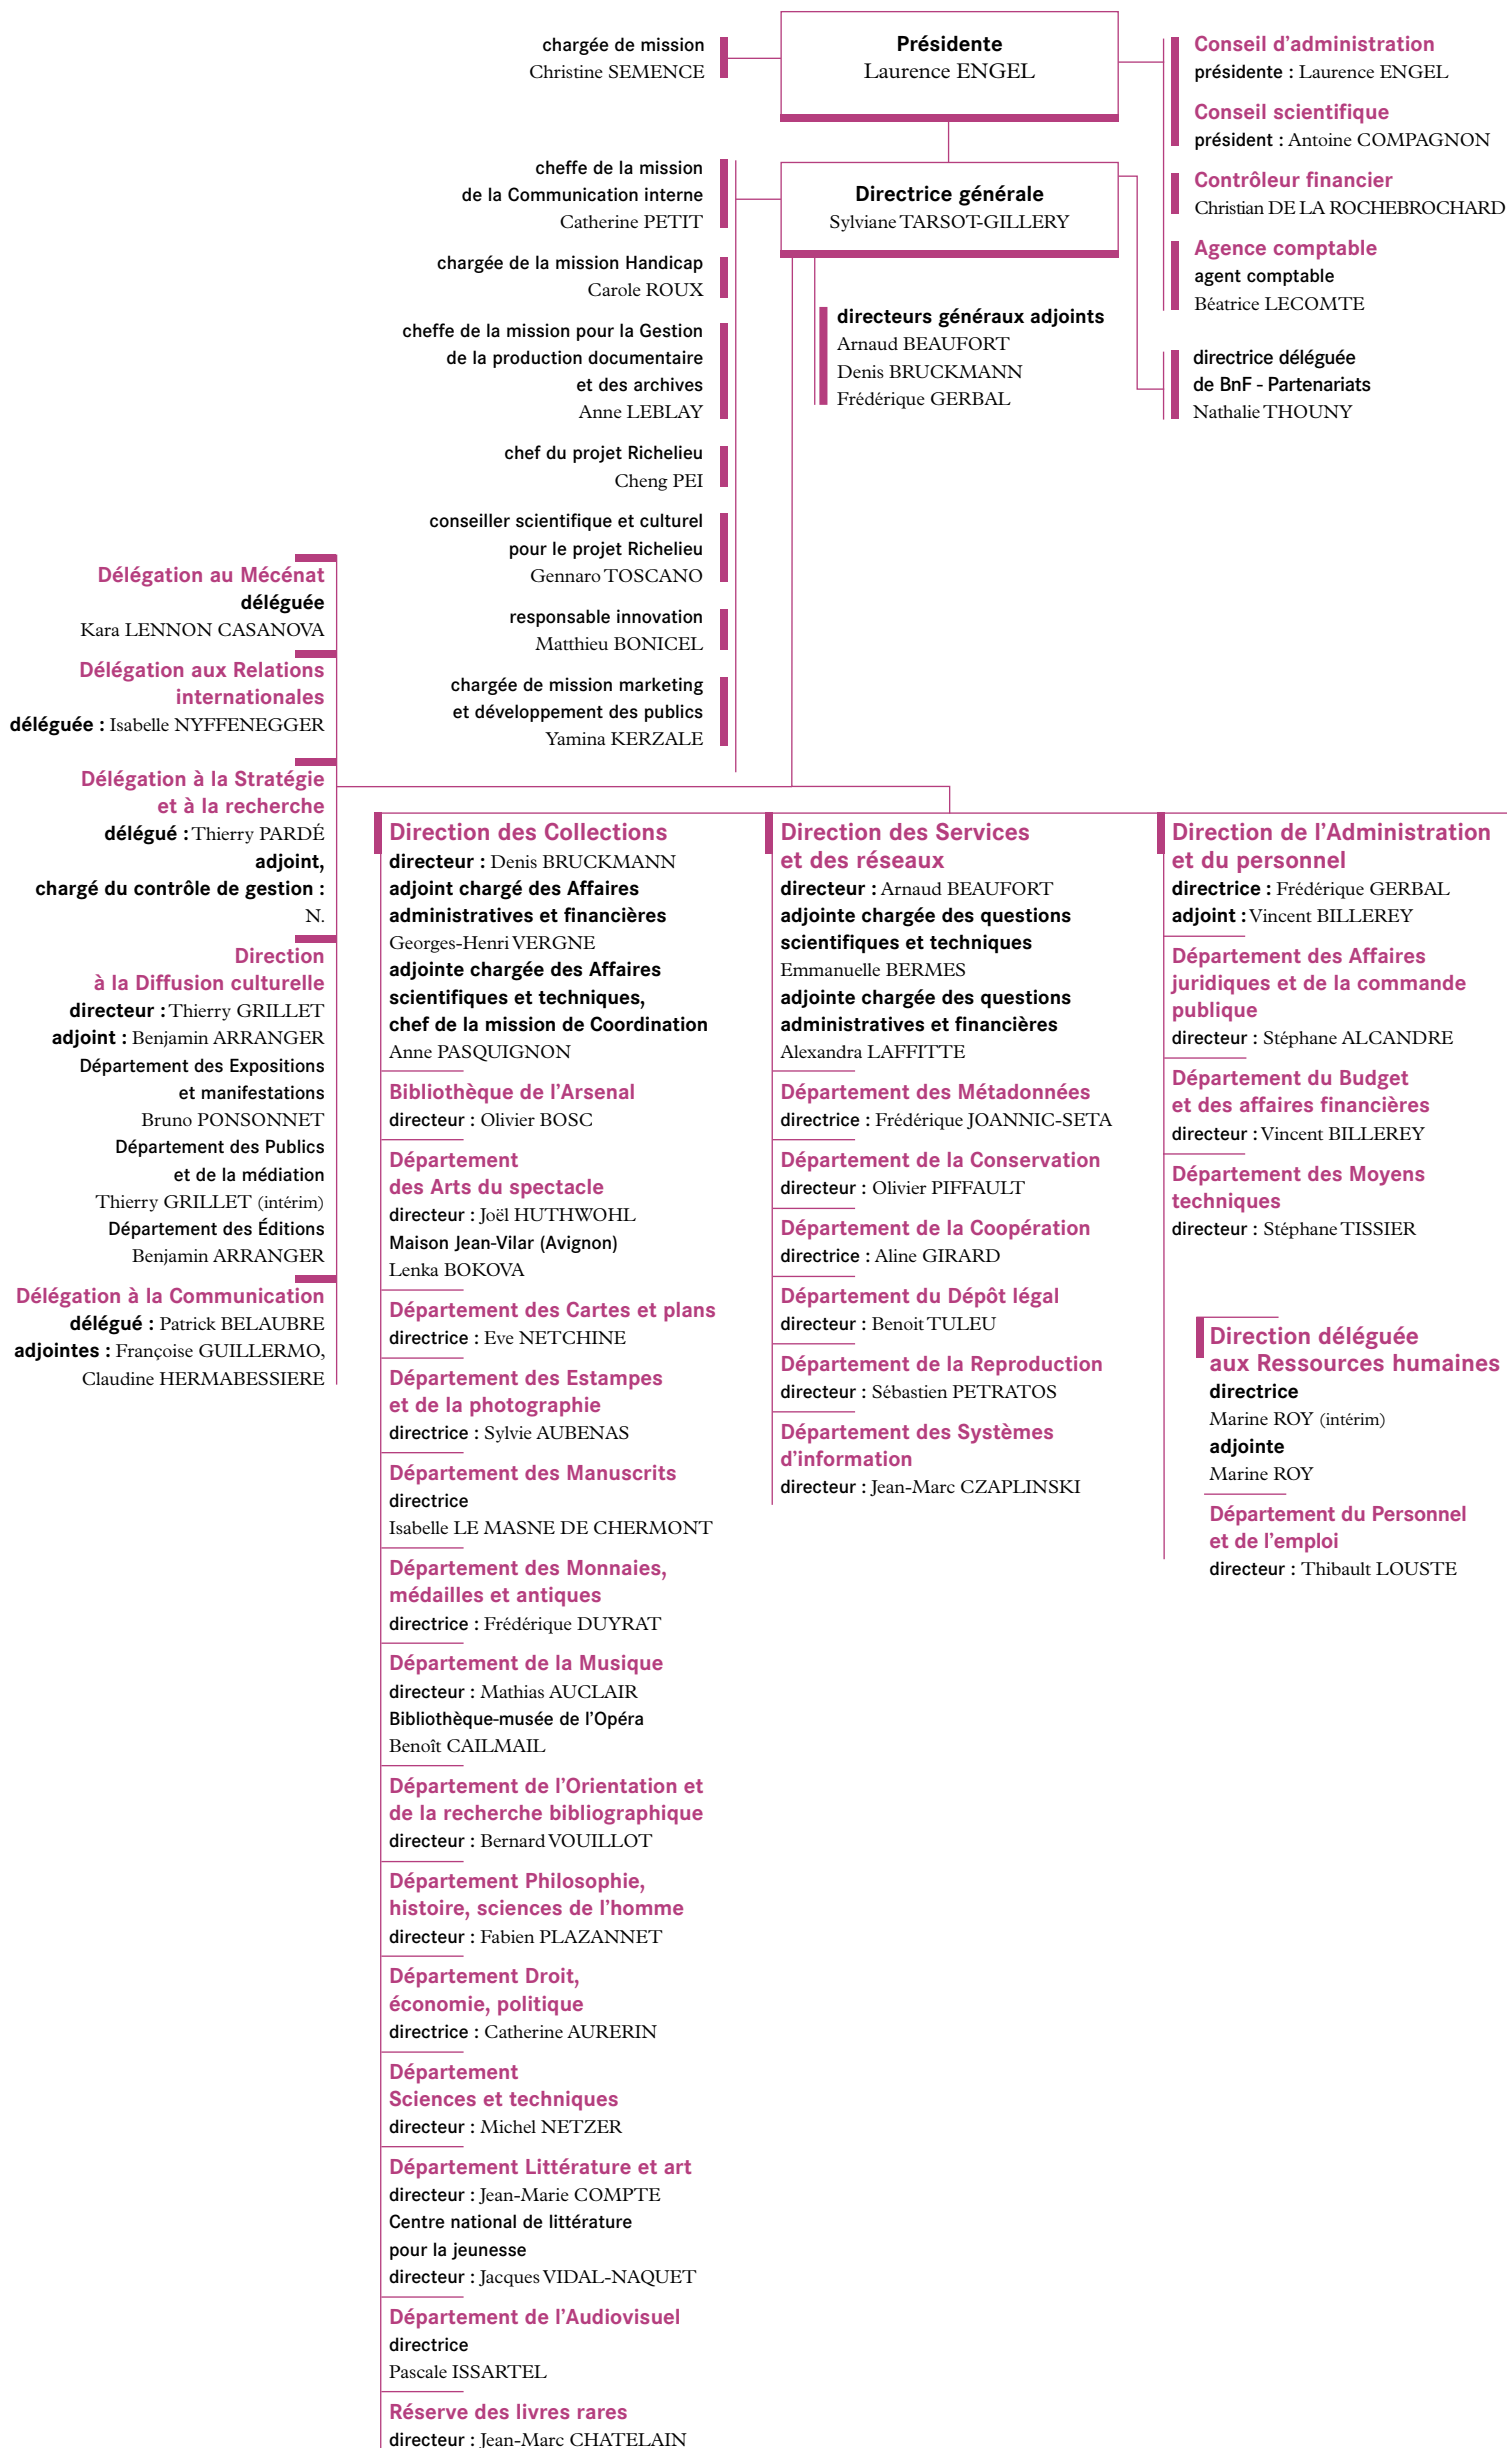 chargée de mission
Christine SEMENCE
Présidente
Laurence ENGEL
Conseil d'administration
présidente : Laurence ENGEL
Conseil scientifique
président : Antoine COMPAGNON
Contrôleur financier
Christian DE LA ROCHEBROCHARD
Agence comptable
agent comptable
Béatrice LECOMTE
cheffe de la mission
de la Communication interne
Catherine PETIT
chargée de la mission Handicap
Carole ROUX
cheffe de la mission pour la Gestion
de la production documentaire
et des archives
Anne LEBLAY
chef du projet Richelieu
Cheng PEI
conseiller scientifique et culturel
pour le projet Richelieu
Gennaro TOSCANO
responsable innovation
Matthieu BONICEL
chargée de mission marketing
et développement des publics
Yamina KERZALE
Directrice générale
Sylviane TARSOT-GILLERY
directeurs généraux adjoints
Arnaud BEAUFORT
Denis BRUCKMANN
Frédérique GERBAL
directrice déléguée
de BnF - Partenariats
Nathalie THOUNY
Délégation au Mécénat
déléguée
Kara LENNON CASANOVA
Délégation aux Relations
internationales
déléguée : Isabelle NYFFENEGGER
Délégation à la Stratégie
et à la recherche
délégué : Thierry PARDÉ
adjoint,
chargé du contrôle de gestion :
N.
Direction
à la Diffusion culturelle
directeur : Thierry GRILLET
adjoint : Benjamin ARRANGER
Département des Expositions
et manifestations
Bruno PONSONNET
Département des Publics
et de la médiation
Thierry GRILLET (intérim)
Département des Éditions
Benjamin ARRANGER
Délégation à la Communication
délégué : Patrick BELAUBRE
adjointes : Françoise GUILLERMO,
Claudine HERMABESSIERE
Direction des Collections
directeur : Denis BRUCKMANN
adjoint chargé des Affaires
administratives et financières
Georges-Henri VERGNE
adjointe chargée des Affaires
scientifiques et techniques,
chef de la mission de Coordination
Anne PASQUIGNON
Bibliothèque de l'Arsenal
directeur : Olivier BOSC
Département
des Arts du spectacle
directeur : Joël HUTHWOHL
Maison Jean-Vilar (Avignon)
Lenka BOKOVA
Département des Cartes et plans
directrice : Eve NETCHINE
Département des Estampes
et de la photographie
directrice : Sylvie AUBENAS
Département des Manuscrits
directrice
Isabelle LE MASNE DE CHERMONT
Département des Monnaies,
médailles et antiques
directrice : Frédérique DUYRAT
Département de la Musique
directeur : Mathias AUCLAIR
Bibliothèque-musée de l'Opéra
Benoît CAILMAIL
Département de l'Orientation et
de la recherche bibliographique
directeur : Bernard VOUILLOT
Département Philosophie,
histoire, sciences de l'homme
directeur : Fabien PLAZANNET
Département Droit,
économie, politique
directrice : Catherine AURERIN
Département
Sciences et techniques
directeur : Michel NETZER
Département Littérature et art
directeur : Jean-Marie COMPTE
Centre national de littérature
pour la jeunesse
directeur : Jacques VIDAL-NAQUET
Département de l'Audiovisuel
directrice
Pascale ISSARTEL
Réserve des livres rares
directeur : Jean-Marc CHATELAIN
Direction des Services
et des réseaux
directeur : Arnaud BEAUFORT
adjointe chargée des questions
scientifiques et techniques
Emmanuelle BERMES
adjointe chargée des questions
administratives et financières
Alexandra LAFFITTE
Département des Métadonnées
directrice : Frédérique JOANNIC-SETA
Département de la Conservation
directeur : Olivier PIFFAULT
Département de la Coopération
directrice : Aline GIRARD
Département du Dépôt légal
directeur : Benoit TULEU
Département de la Reproduction
directeur : Sébastien PETRATOS
Département des Systèmes
d'information
directeur : Jean-Marc CZAPLINSKI
Direction de l'Administration
et du personnel
directrice : Frédérique GERBAL
adjoint : Vincent BILLEREY
Département des Affaires
juridiques et de la commande
publique
directeur : Stéphane ALCANDRE
Département du Budget
et des affaires financières
directeur : Vincent BILLEREY
Département des Moyens
techniques
directeur : Stéphane TISSIER
Direction déléguée
aux Ressources humaines
directrice
Marine ROY (intérim)
adjointe
Marine ROY
Département du Personnel
et de l'emploi
directeur : Thibault LOUSTE